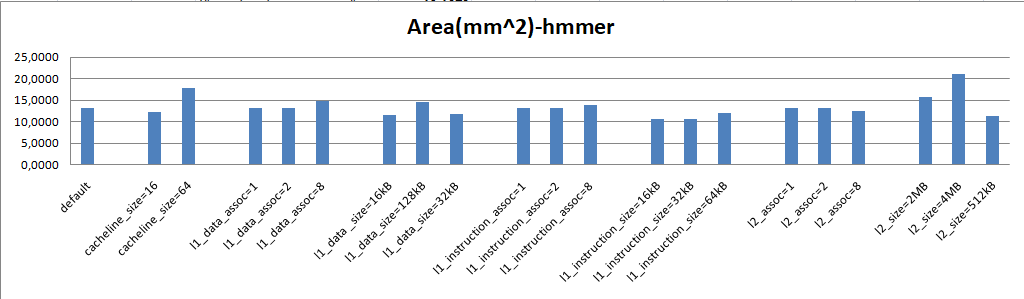 Area(mm^2)-hmmer
25,0000
20,0000
15,0000
10,0000
5,0000
0,0000
default
cacheline_size=16
cacheline_size=64
l1_data_assoc=1
l1_data_assoc=2
l1_data_assoc=8
l1_data_size=16kB
l1_data_size=128kB
l1_data_size=32kB
l1_instruction_assoc=1
l1_instruction_assoc=2
l1_instruction_assoc=8
l1_instruction_size=16kB
l1_instruction_size=32kB
l1_instruction_size=64kB
l2_assoc=1
l2_assoc=2
l2_assoc=8
l2_size=2MB
l2_size=4MB
l2_size=512kB